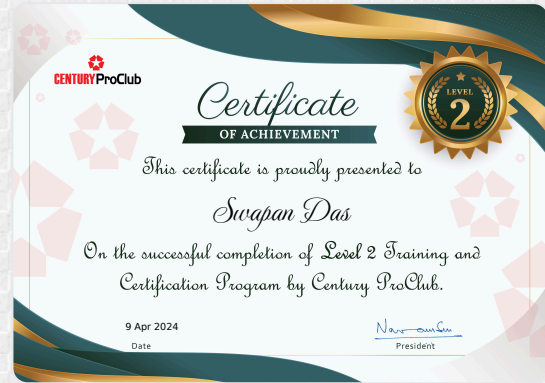 CENTURY ProClub
Certificate
OF ACHIEVEMENT
LEVEL
2
This certificate is proudly presented to
Swapan Das
On the successful completion of Level 2 Training and
Certification Program by Century ProClub.
9 Apr 2024
Date
President